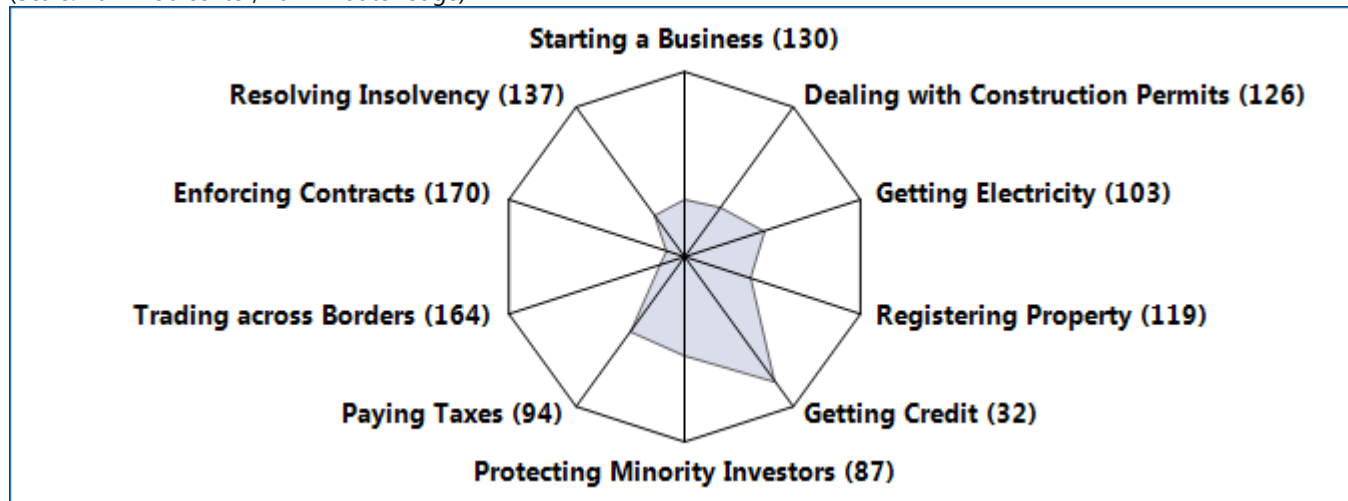 Starting a Business (130)
Resolving Insolvency (137)
Dealing with Construction Permits (126)
Enforcing Contracts (170)
Getting Electricity (103)
Trading across Borders (164)
Registering Property (119)
Paying Taxes (94)
Getting Credit (32)
Protecting Minority Investors (87)